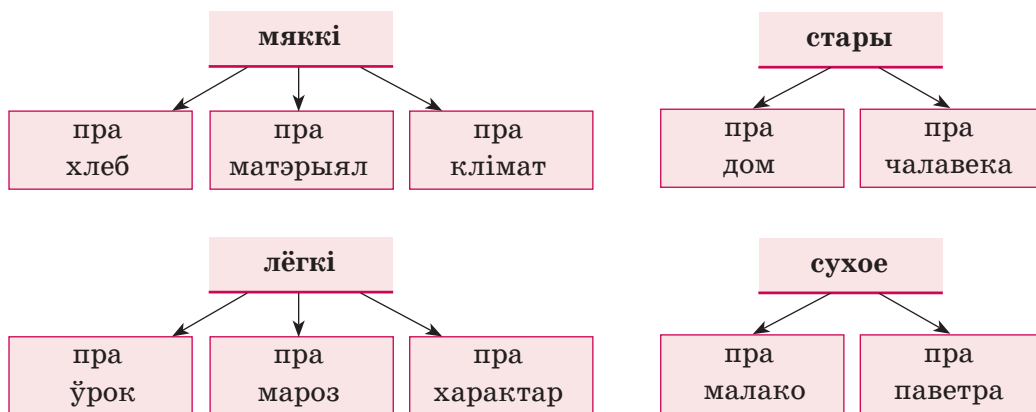 мяккі
стары
пра
хлеб
пра
матэрыял
пра
клімат
пра
дом
пра
чалавека
лёгкі
сухое
пра
ўрок
пра
мароз
пра
характар
пра
малако
пра
паветра